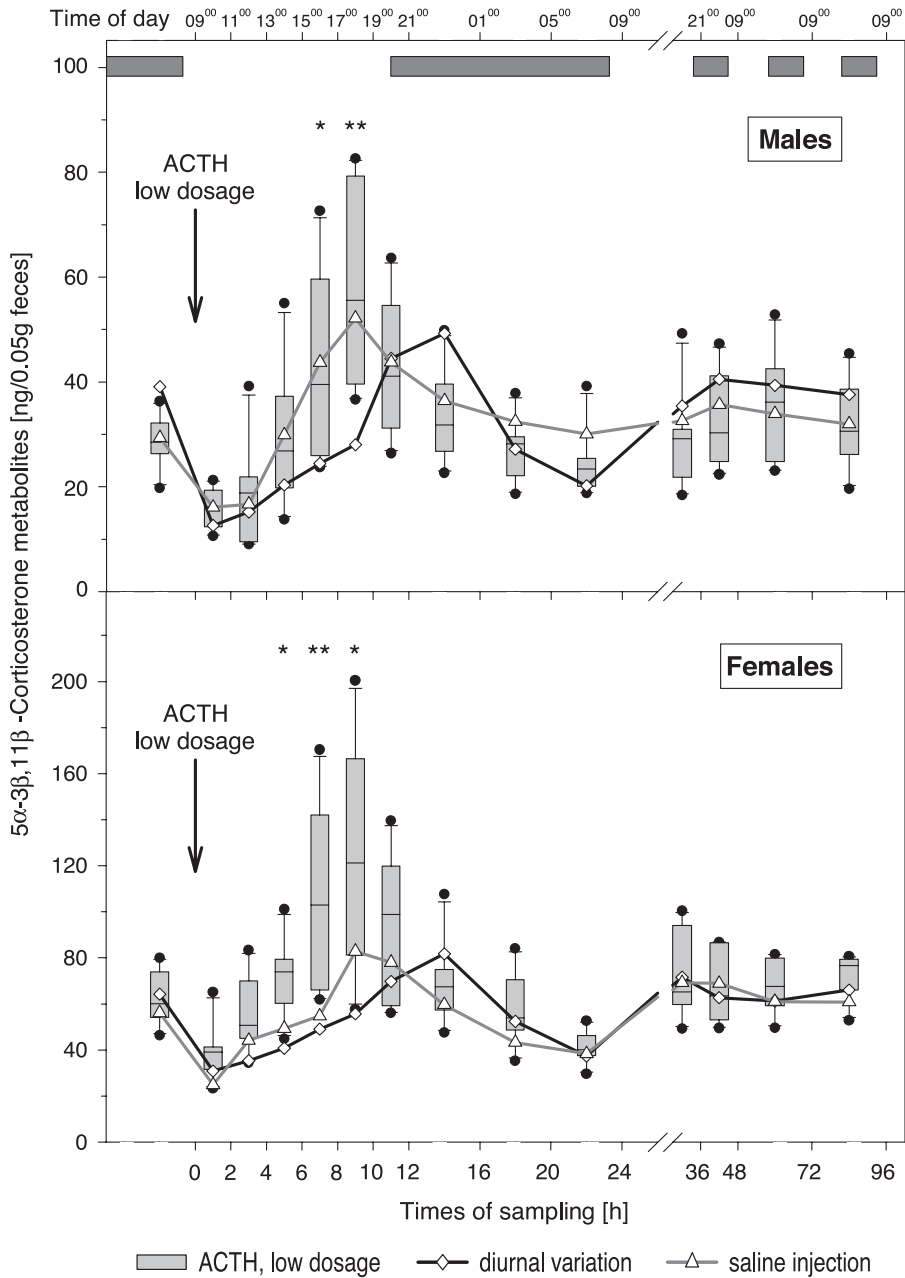 Time of day 09⁰⁰ 11⁰⁰ 13⁰⁰ 15⁰⁰ 17⁰⁰ 19⁰⁰ 21⁰⁰ 01⁰⁰ 05⁰⁰ 09⁰⁰ 21⁰⁰ 09⁰⁰ 09⁰⁰ 09⁰⁰
5α-3β,11β -Corticosterone metabolites [ng/0.05g feces]
100
80
60
40
20
0
* **
Males
ACTH
low dosage
200
160
120
80
40
0
* ** *
Females
ACTH
low dosage
0 2 4 6 8 10 12 16 20 24 36 48 72 96
Times of sampling [h]
ACTH, low dosage diurnal variation saline injection